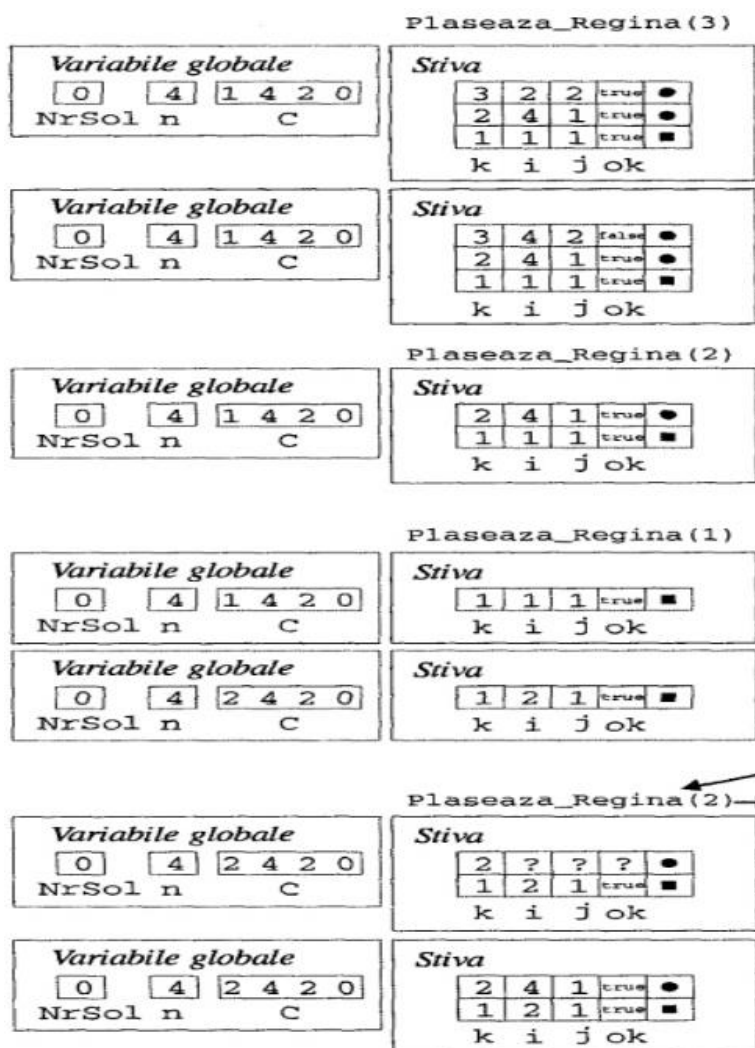 Plaseaza_Regina(3)
Variabile globale
0 4 1 4 2 0
NrSol n C
Stiva
3 2 2 true
2 4 1 true
1 1 1 true
k i j ok
Variabile globale
0 4 1 4 2 0
NrSol n C
Stiva
3 4 2 false
2 4 1 true
1 1 1 true
k i j ok
Plaseaza_Regina(2)
Variabile globale
0 4 1 4 2 0
NrSol n C
Stiva
2 4 1 true
1 1 1 true
k i j ok
Plaseaza_Regina(1)
Variabile globale
0 4 1 4 2 0
NrSol n C
Stiva
1 1 1 true
k i j ok
Variabile globale
0 4 2 4 2 0
NrSol n C
Stiva
1 2 1 true
k i j ok
Plaseaza_Regina(2)
Variabile globale
0 4 2 4 2 0
NrSol n C
Stiva
2 ? ? ?
1 2 1 true
k i j ok
Variabile globale
0 4 2 4 2 0
NrSol n C
Stiva
2 4 1 true
1 2 1 true
k i j ok